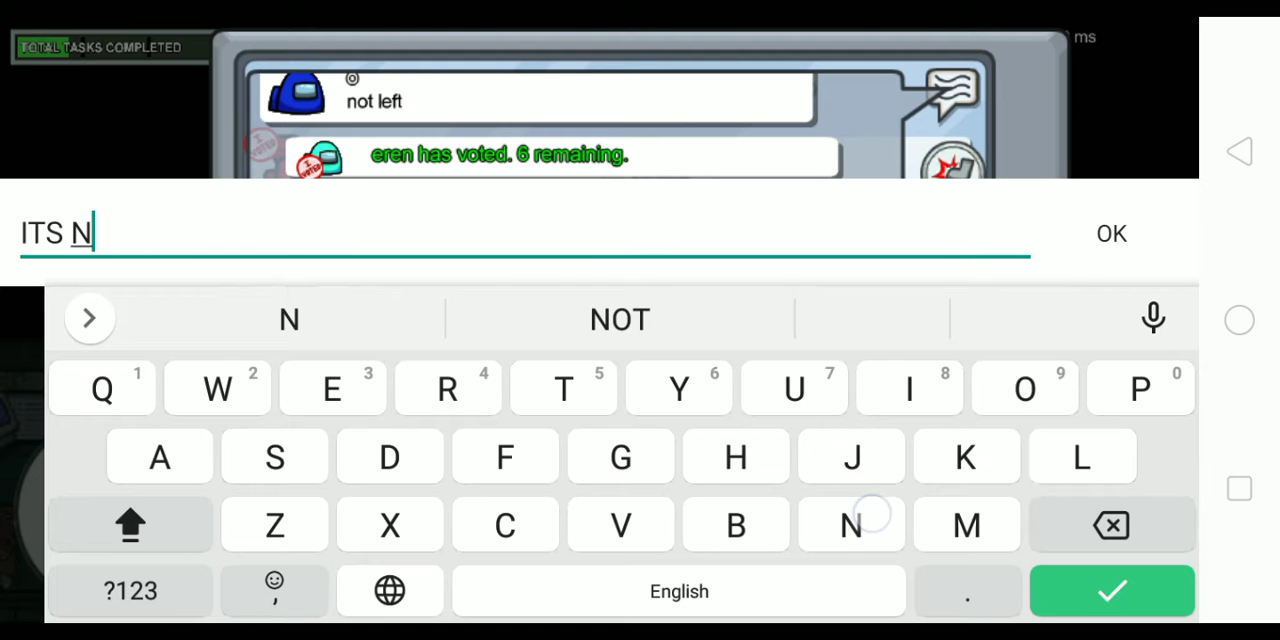 TOTAL TASKS COMPLETED
ms
@
not left
I VOTED
eren has voted. 6 remaining.
ITS N
OK
N
NOT
Q 1 W 2 E 3 R 4 T 5 Y 6 U 7 I 8 O 9 P 0
A S D F G H J K L
Z X C V B N M
?123 , English .